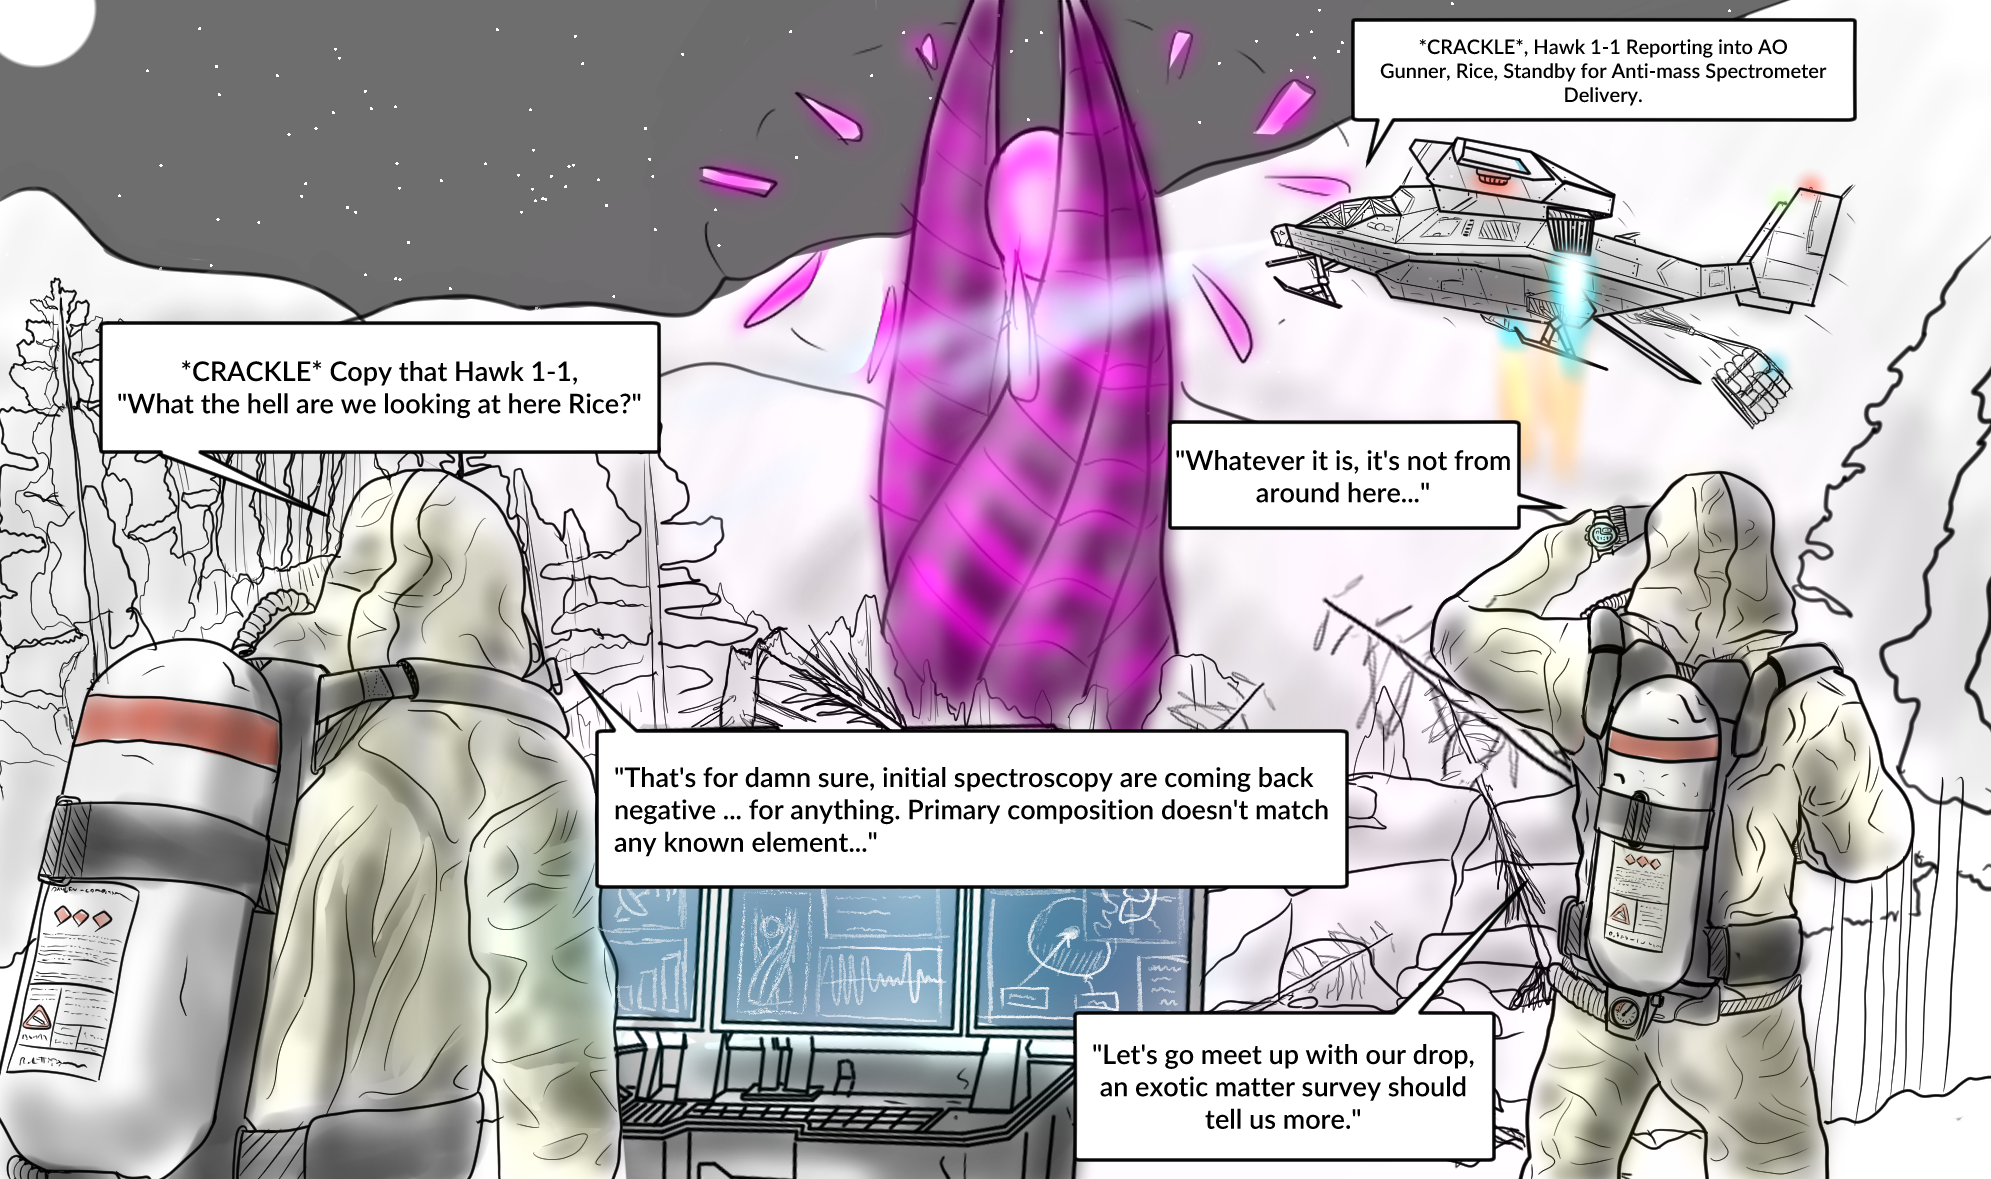 *CRACKLE*, Hawk 1-1 Reporting into AO
Gunner, Rice, Standby for Anti-mass Spectrometer
Delivery.
*CRACKLE* Copy that Hawk 1-1,
"What the hell are we looking at here Rice?"
"Whatever it is, it's not from
around here..."
"That's for damn sure, initial spectroscopy are coming back
negative ... for anything. Primary composition doesn't match
any known element..."
"Let's go meet up with our drop,
an exotic matter survey should
tell us more."